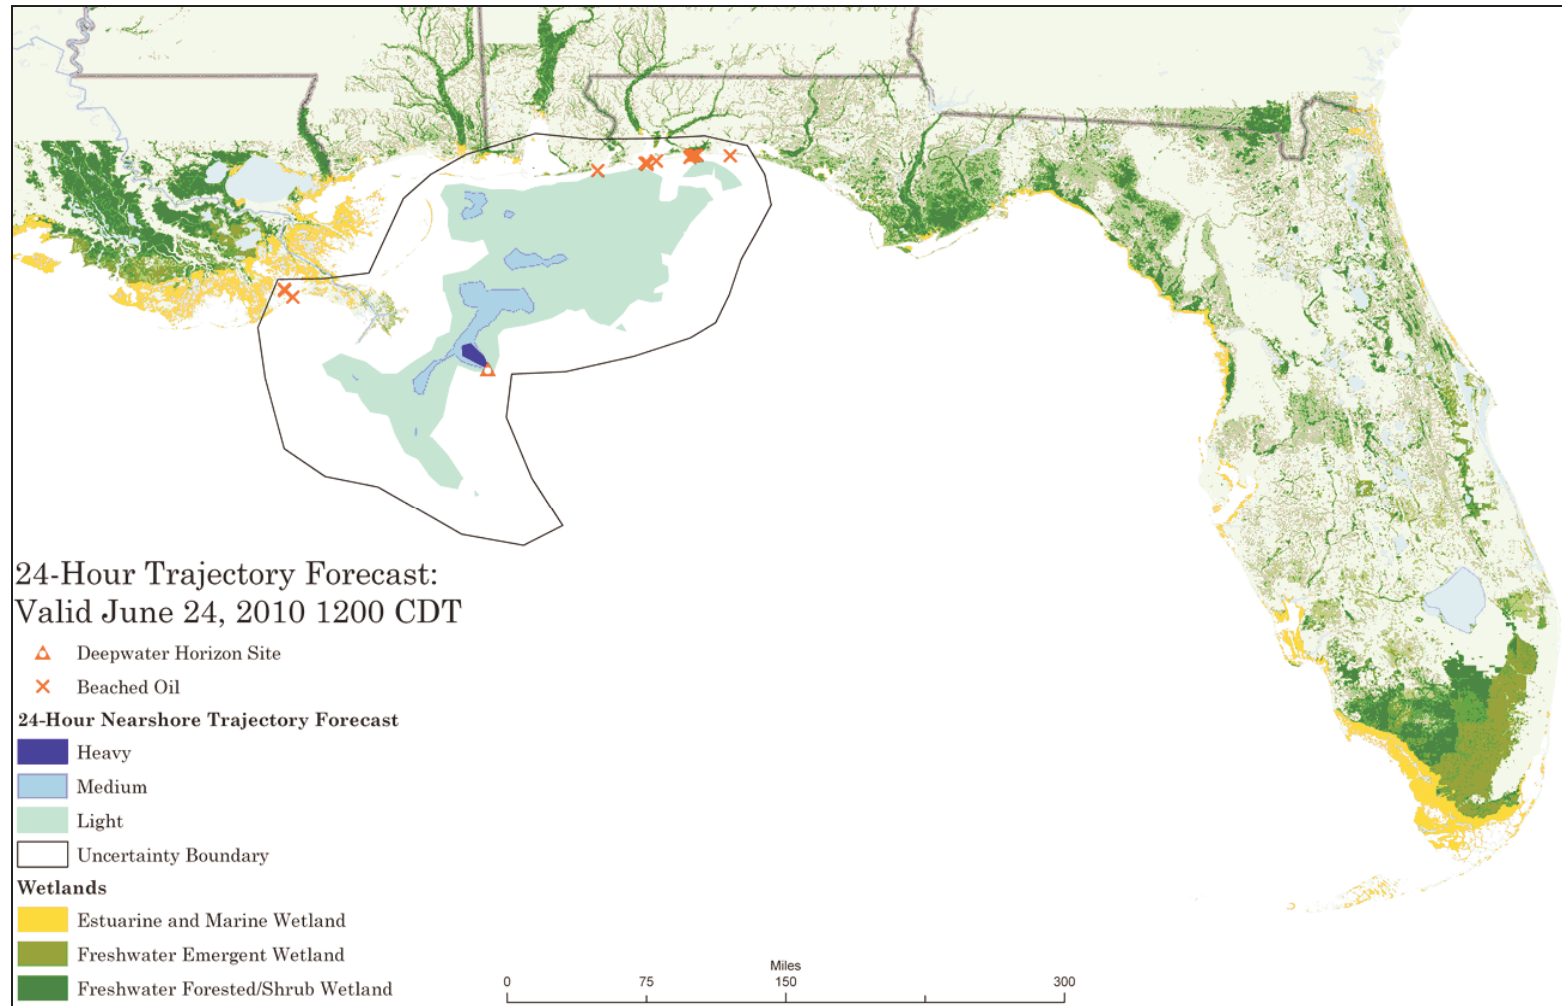 24-Hour Trajectory Forecast:
Valid June 24, 2010 1200 CDT
Deepwater Horizon Site
Beached Oil
24-Hour Nearshore Trajectory Forecast
Heavy
Medium
Light
Uncertainty Boundary
Wetlands
Estuarine and Marine Wetland
Freshwater Emergent Wetland
Freshwater Forested/Shrub Wetland
Miles
0 75 150 300